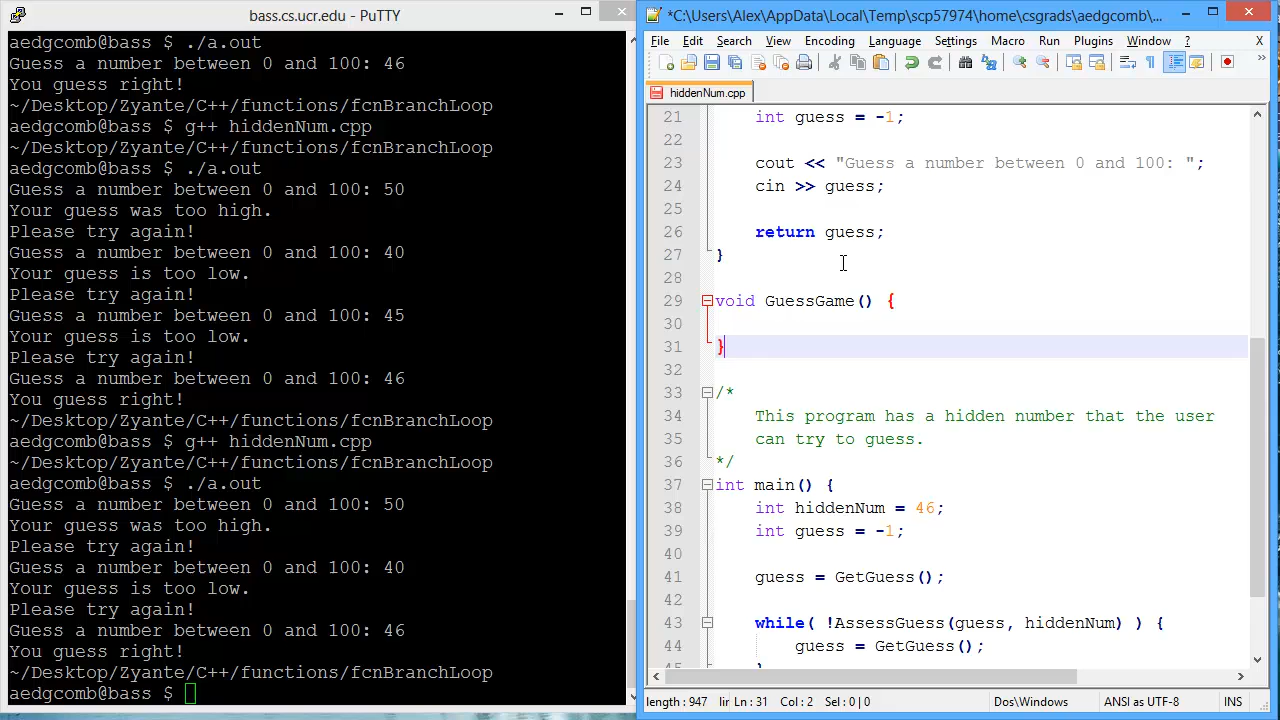 bass.cs.ucr.edu - PuTTY
aedgcomb@bass $ ./a.out
Guess a number between 0 and 100: 46
You guess right!
~/Desktop/Zyante/C++/functions/fcnBranchLoop
aedgcomb@bass $ g++ hiddenNum.cpp
~/Desktop/Zyante/C++/functions/fcnBranchLoop
aedgcomb@bass $ ./a.out
Guess a number between 0 and 100: 50
Your guess was too high.
Please try again!
Guess a number between 0 and 100: 40
Your guess is too low.
Please try again!
Guess a number between 0 and 100: 45
Your guess is too low.
Please try again!
Guess a number between 0 and 100: 46
You guess right!
~/Desktop/Zyante/C++/functions/fcnBranchLoop
aedgcomb@bass $ g++ hiddenNum.cpp
~/Desktop/Zyante/C++/functions/fcnBranchLoop
aedgcomb@bass $ ./a.out
Guess a number between 0 and 100: 50
Your guess was too high.
Please try again!
Guess a number between 0 and 100: 40
Your guess is too low.
Please try again!
Guess a number between 0 and 100: 46
You guess right!
~/Desktop/Zyante/C++/functions/fcnBranchLoop
aedgcomb@bass $
*C:\Users\Alex\AppData\Local\Temp\scp57974\home\csgrads\aedgcomb\...
File Edit Search View Encoding Language Settings Macro Run Plugins Window ? X
hiddenNum.cpp
21 int guess = -1;
22
23 cout << "Guess a number between 0 and 100: ";
24 cin >> guess;
25
26 return guess;
27 }
28
29 void GuessGame() {
30
31 }
32
33 /*
34 This program has a hidden number that the user
35 can try to guess.
36 */
37 int main() {
38 int hiddenNum = 46;
39 int guess = -1;
40
41 guess = GetGuess();
42
43 while( !AssessGuess(guess, hiddenNum) ) {
44 guess = GetGuess();
45 }
length : 947 lir Ln : 31 Col : 2 Sel : 0 | 0 Dos\Windows ANSI as UTF-8 INS